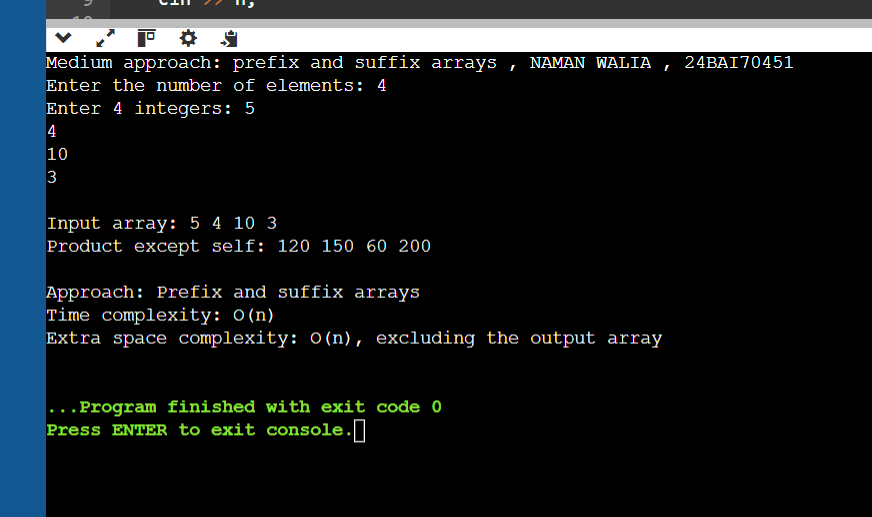 9 cin >> n;
Medium approach: prefix and suffix arrays , NAMAN WALIA , 24BAI70451
Enter the number of elements: 4
Enter 4 integers: 5
4
10
3
Input array: 5 4 10 3
Product except self: 120 150 60 200
Approach: Prefix and suffix arrays
Time complexity: O(n)
Extra space complexity: O(n), excluding the output array
...Program finished with exit code 0
Press ENTER to exit console.